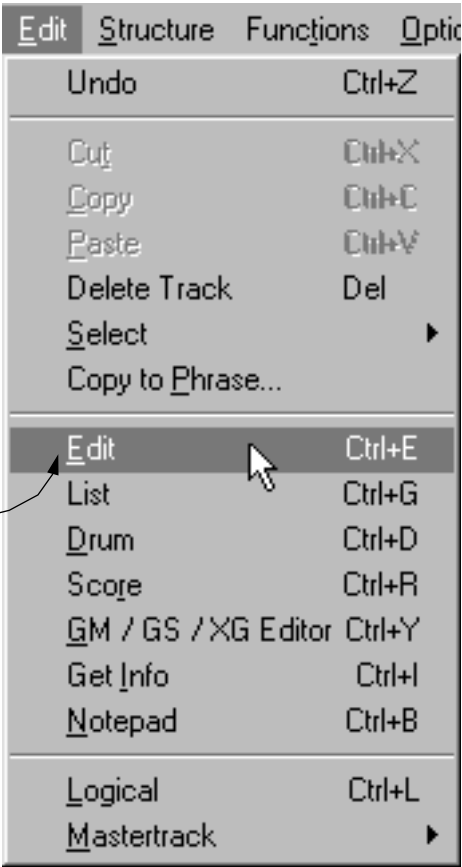 Edit Structure Functions Optio
Undo Ctrl+Z
Cut Ctrl+X
Copy Ctrl+C
Paste Ctrl+V
Delete Track Del
Select
Copy to Phrase...
Edit Ctrl+E
List Ctrl+G
Drum Ctrl+D
Score Ctrl+R
GM / GS / XG Editor Ctrl+Y
Get Info Ctrl+I
Notepad Ctrl+B
Logical Ctrl+L
Mastertrack